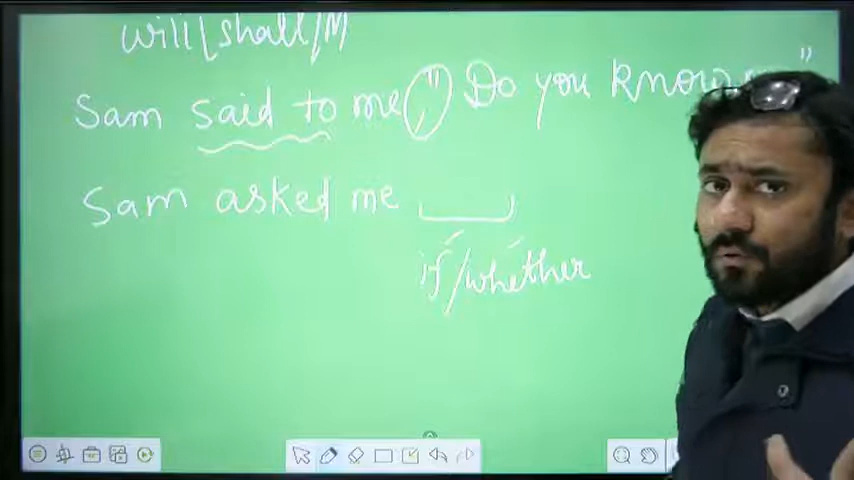 will/shall/M
Sam said to me," Do you know "
Sam asked me
if/whether